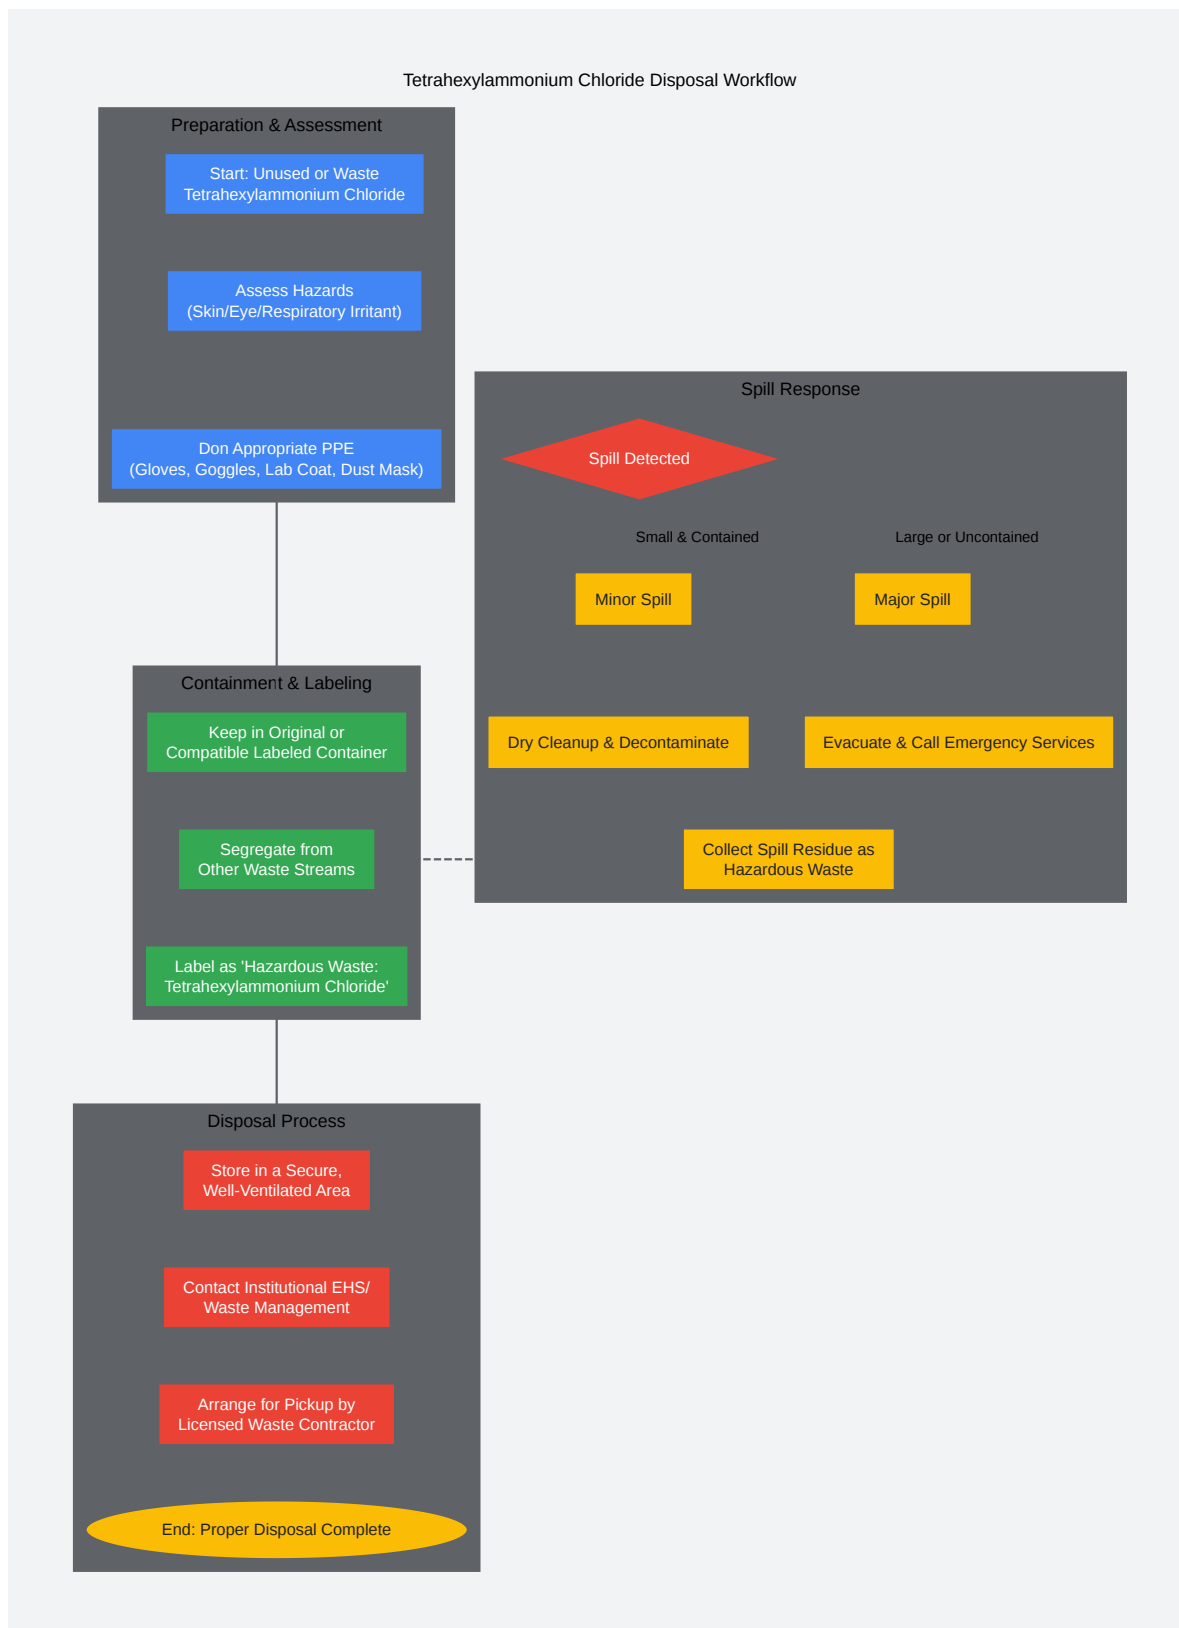 Tetrahexylammonium Chloride Disposal Workflow
Preparation & Assessment
Start: Unused or Waste
Tetrahexylammonium Chloride
Assess Hazards
(Skin/Eye/Respiratory Irritant)
Don Appropriate PPE
(Gloves, Goggles, Lab Coat, Dust Mask)
Spill Response
Spill Detected
Small & Contained
Large or Uncontained
Minor Spill
Major Spill
Dry Cleanup & Decontaminate
Evacuate & Call Emergency Services
Collect Spill Residue as
Hazardous Waste
Containment & Labeling
Keep in Original or
Compatible Labeled Container
Segregate from
Other Waste Streams
Label as 'Hazardous Waste:
Tetrahexylammonium Chloride'
Disposal Process
Store in a Secure,
Well-Ventilated Area
Contact Institutional EHS/
Waste Management
Arrange for Pickup by
Licensed Waste Contractor
End: Proper Disposal Complete